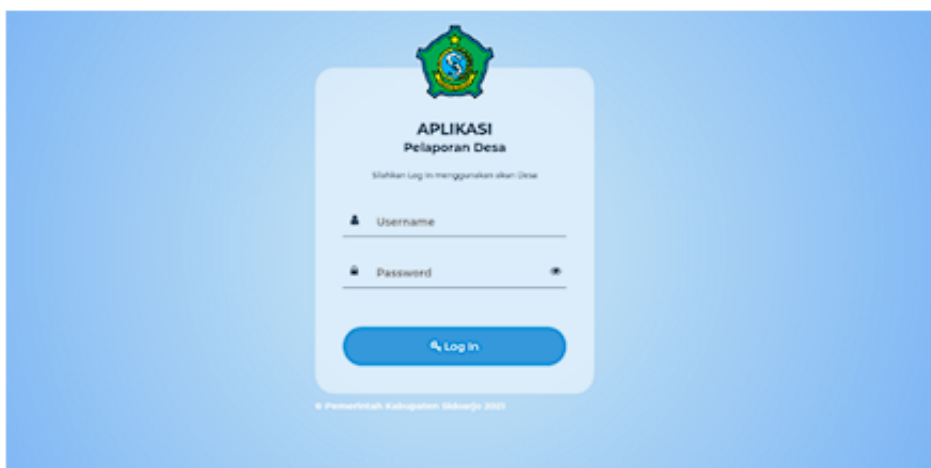 APLIKASI
Pelaporan Desa
Silahkan Log In menggunakan akun Desa
Username
Password
Log In
© Pemerintah Kabupaten Sidoarjo 2021